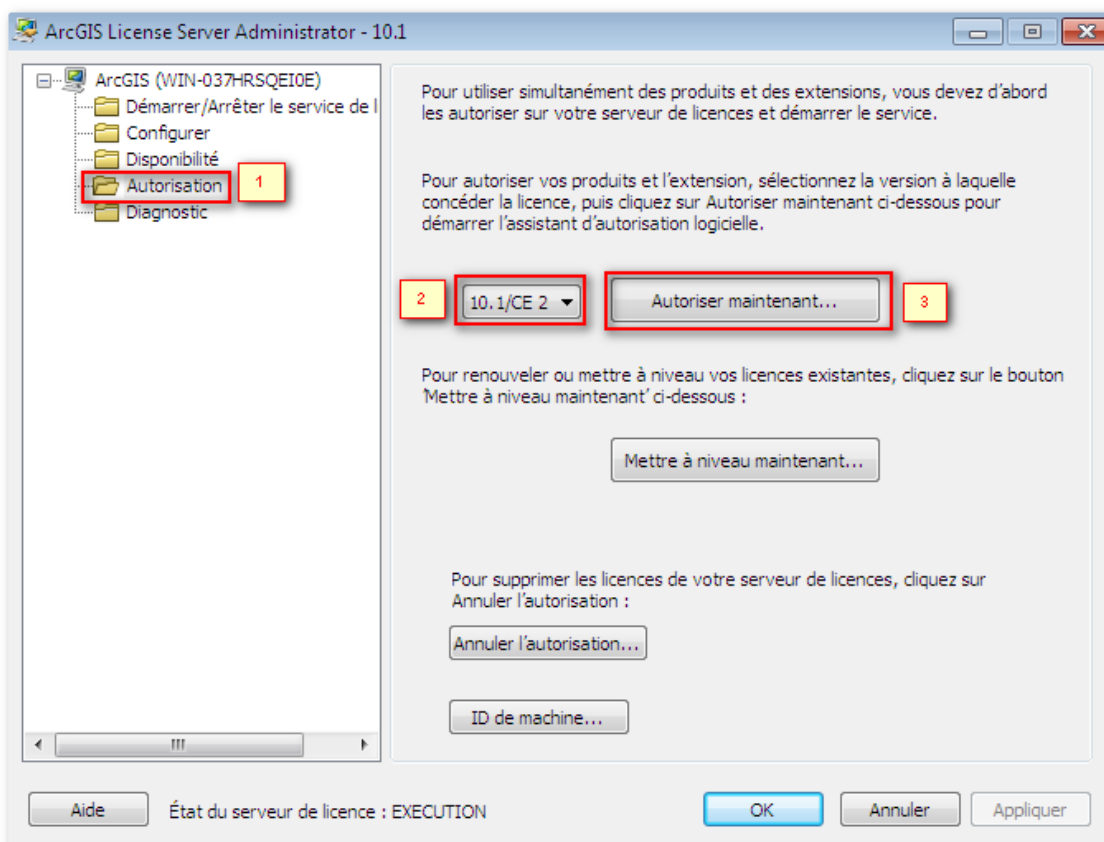 ArcGIS License Server Administrator - 10.1
ArcGIS (WIN-037HRSQEI0E)
Démarrer/Arrêter le service de l
Configurer
Disponibilité
Autorisation
1
Diagnostic
Pour utiliser simultanément des produits et des extensions, vous devez d'abord
les autoriser sur votre serveur de licences et démarrer le service.
Pour autoriser vos produits et l'extension, sélectionnez la version à laquelle
concéder la licence, puis cliquez sur Autoriser maintenant ci-dessous pour
démarrer l'assistant d'autorisation logicielle.
2
10.1/CE 2
Autoriser maintenant...
3
Pour renouveler ou mettre à niveau vos licences existantes, cliquez sur le bouton
'Mettre à niveau maintenant' ci-dessous :
Mettre à niveau maintenant...
Pour supprimer les licences de votre serveur de licences, cliquez sur
Annuler l'autorisation :
Annuler l'autorisation...
ID de machine...
Aide
État du serveur de licence : EXECUTION
OK
Annuler
Appliquer